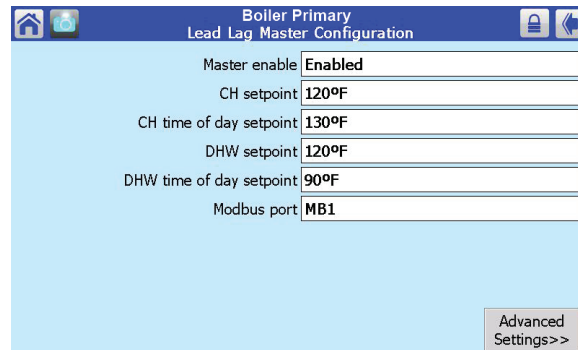 Boiler Primary
Lead Lag Master Configuration
Master enable Enabled
CH setpoint 120ºF
CH time of day setpoint 130ºF
DHW setpoint 120ºF
DHW time of day setpoint 90ºF
Modbus port MB1
Advanced
Settings>>